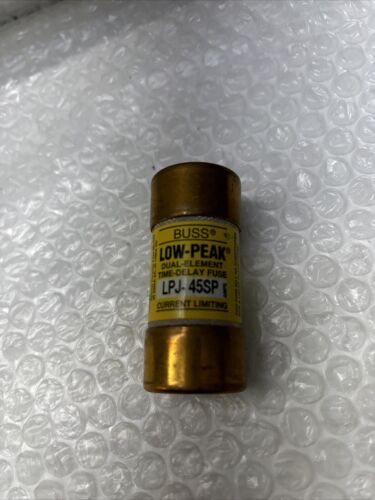 BUSS®
LOW-PEAK®
DUAL-ELEMENT
TIME-DELAY FUSE
LPJ- 45SP
CURRENT LIMITING